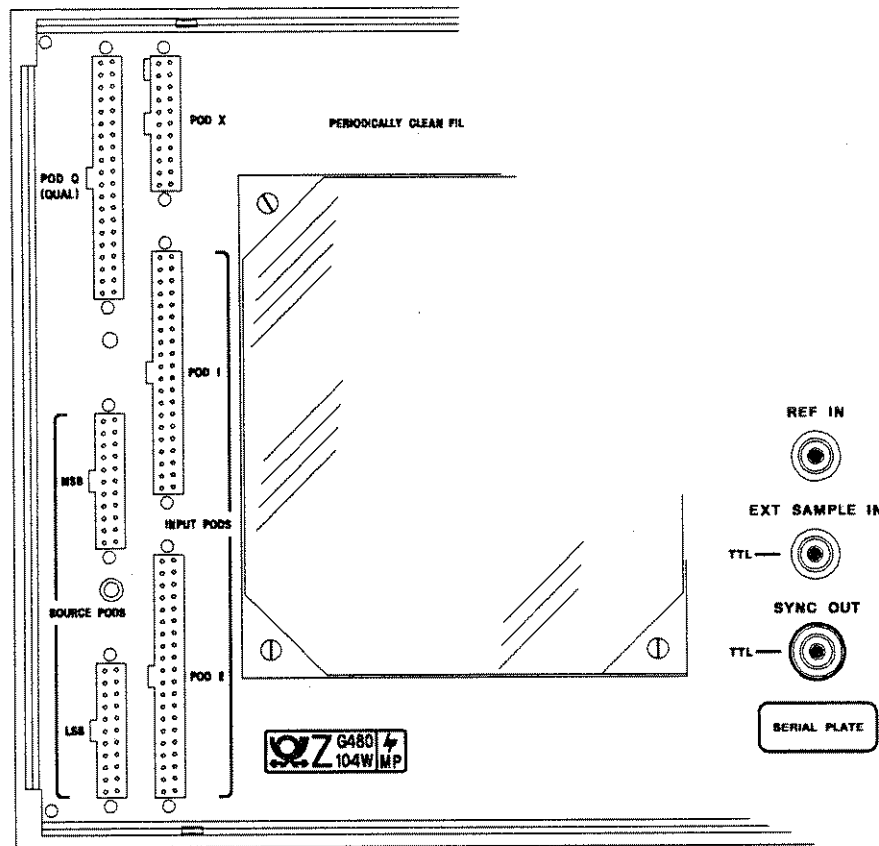 POD X
PERIODICALLY CLEAN FIL
POD Q
(QUAL)
POD 1
REF IN
MSB
EXT SAMPLE IN
INPUT PODS
TTL
SOURCE PODS
SYNC OUT
TTL
POD 2
LSB
SERIAL PLATE
Z G480
104W MP